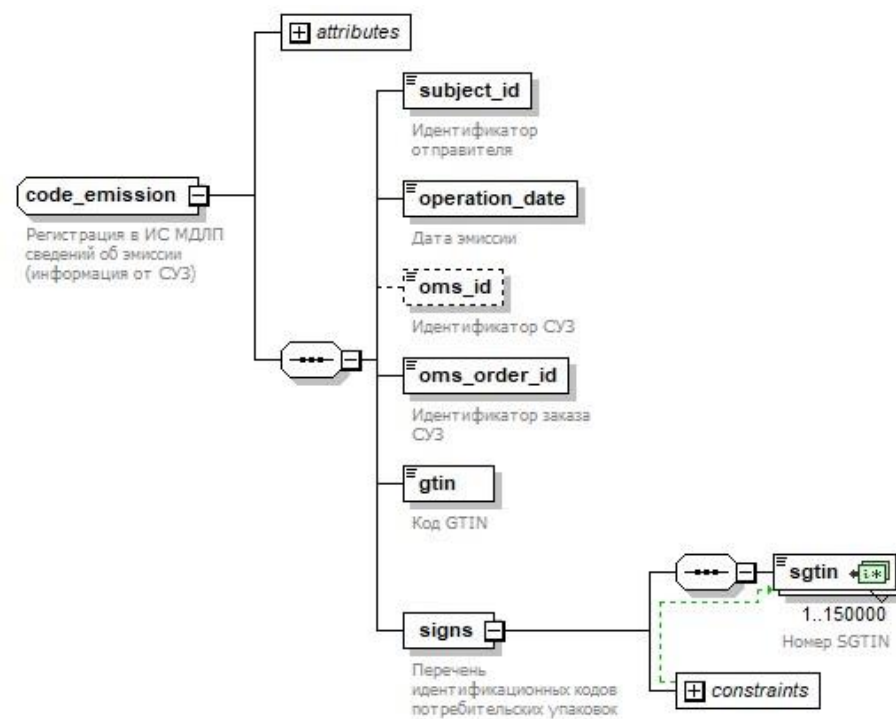 attributes
subject_id
Идентификатор
отправителя
code_emission
Регистрация в ИС МДЛП
сведений об эмиссии
(информация от СУЗ)
operation_date
Дата эмиссии
oms_id
Идентификатор СУЗ
oms_order_id
Идентификатор заказа
СУЗ
gtin
Код GTIN
sgtin
i*
1..150000
Номер SGTIN
signs
Перечень
идентификационных кодов
потребительских упаковок
constraints